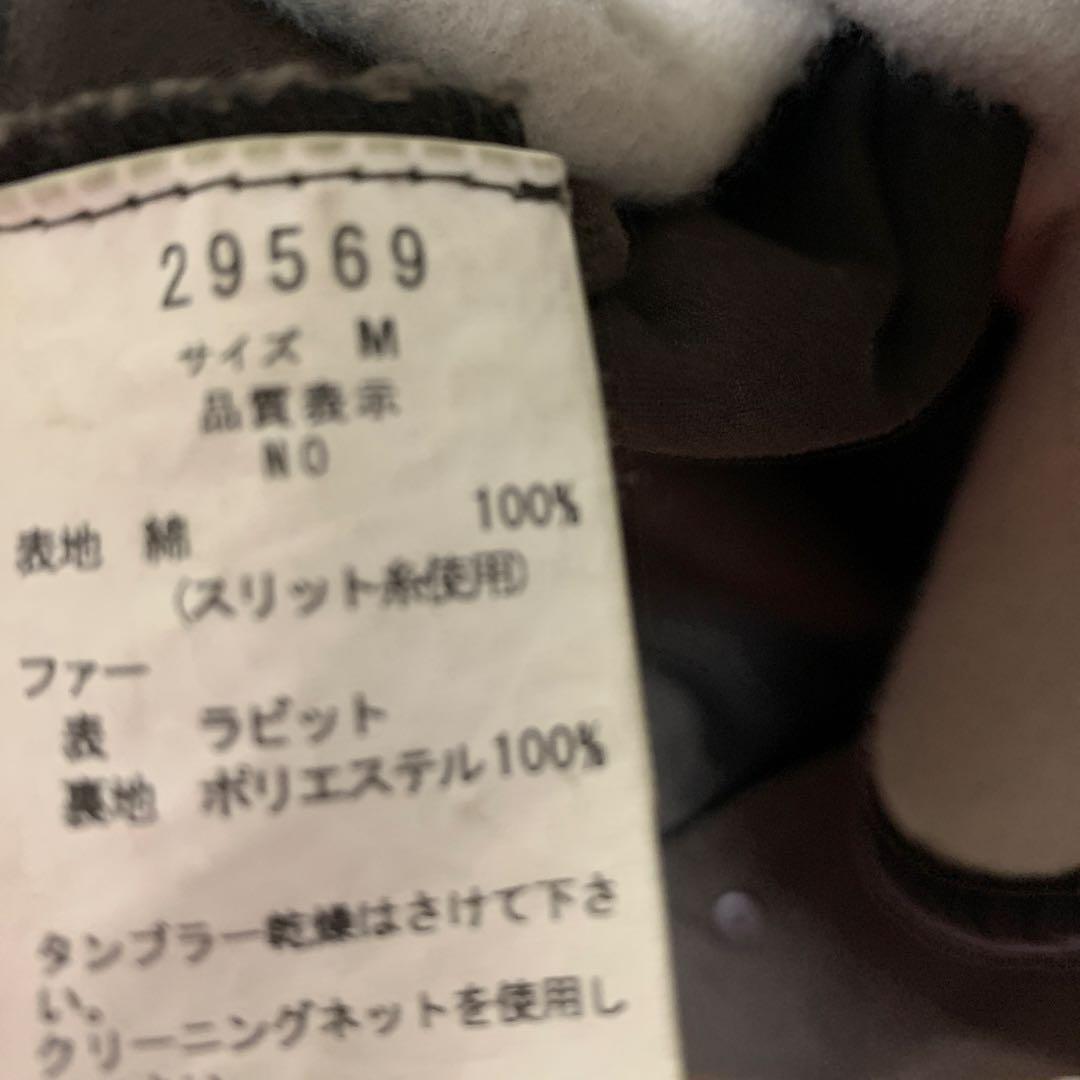 29569
サイズ M
品質表示
NO
表地 綿 100%
(スリット糸使用)
ファー
表 ラビット
裏地 ポリエステル100%
タンブラー乾燥はさけて下さ
い。
クリーニングネットを使用し